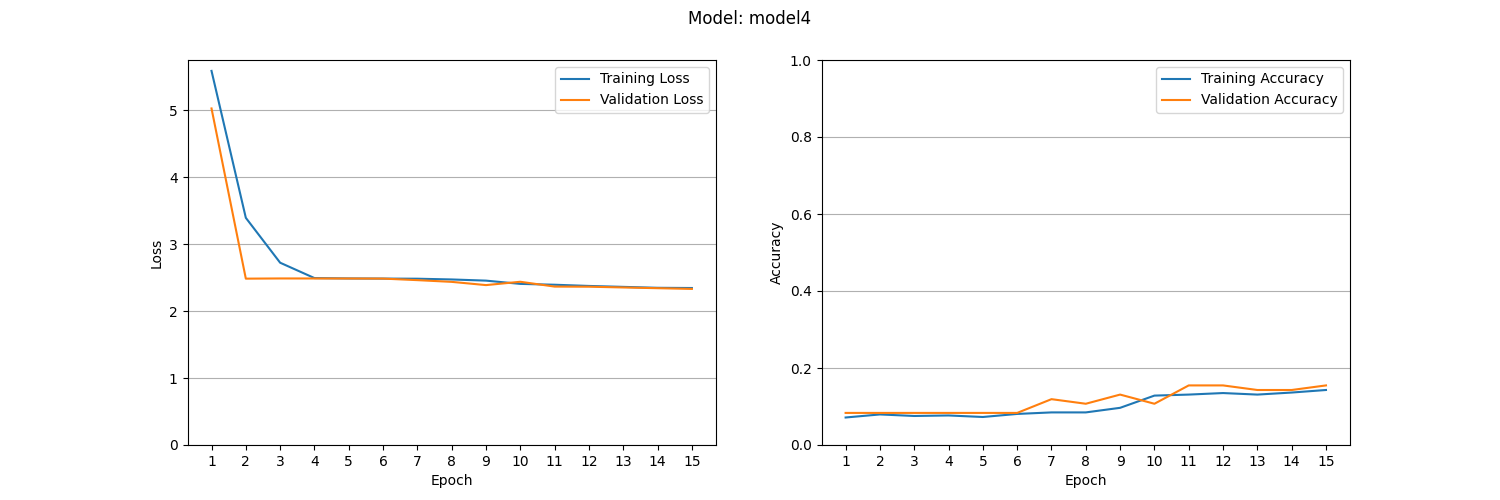 Model: model4
Training Loss
Validation Loss
5
4
3
2
1
0
Loss
1 2 3 4 5 6 7 8 9 10 11 12 13 14 15
Epoch
Training Accuracy
Validation Accuracy
1.0
0.8
0.6
0.4
0.2
0.0
Accuracy
1 2 3 4 5 6 7 8 9 10 11 12 13 14 15
Epoch